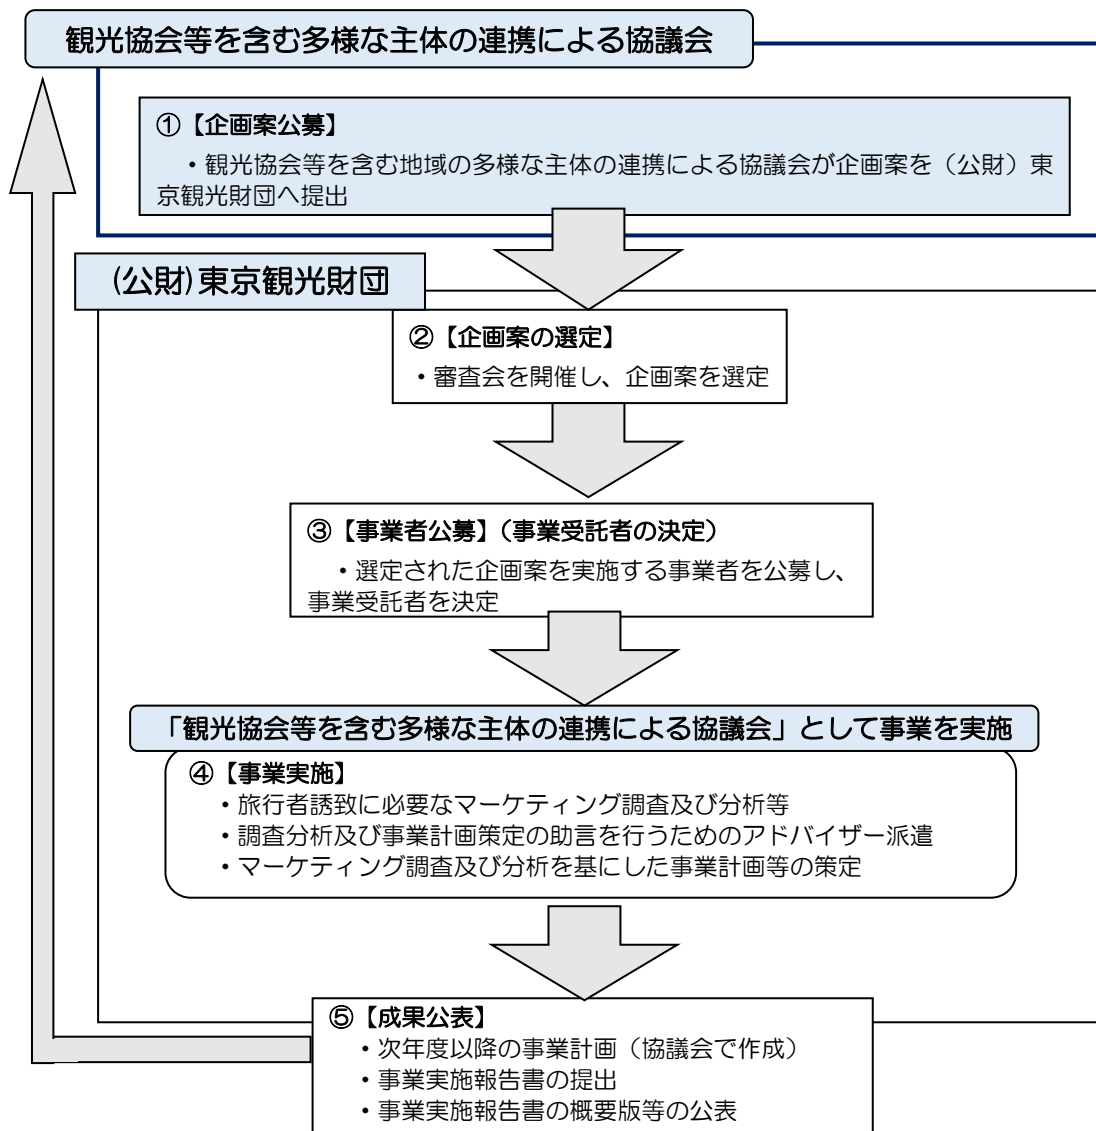 観光協会等を含む多様な主体の連携による協議会
①【企画案公募】
・観光協会等を含む地域の多様な主体の連携による協議会が企画案を（公財）東
京観光財団へ提出
(公財)東京観光財団
②【企画案の選定】
・審査会を開催し、企画案を選定
③【事業者公募】（事業受託者の決定）
・選定された企画案を実施する事業者を公募し、
事業受託者を決定
「観光協会等を含む多様な主体の連携による協議会」として事業を実施
④【事業実施】
・旅行者誘致に必要なマーケティング調査及び分析等
・調査分析及び事業計画策定の助言を行うためのアドバイザー派遣
・マーケティング調査及び分析を基にした事業計画等の策定
⑤【成果公表】
・次年度以降の事業計画（協議会で作成）
・事業実施報告書の提出
・事業実施報告書の概要版等の公表